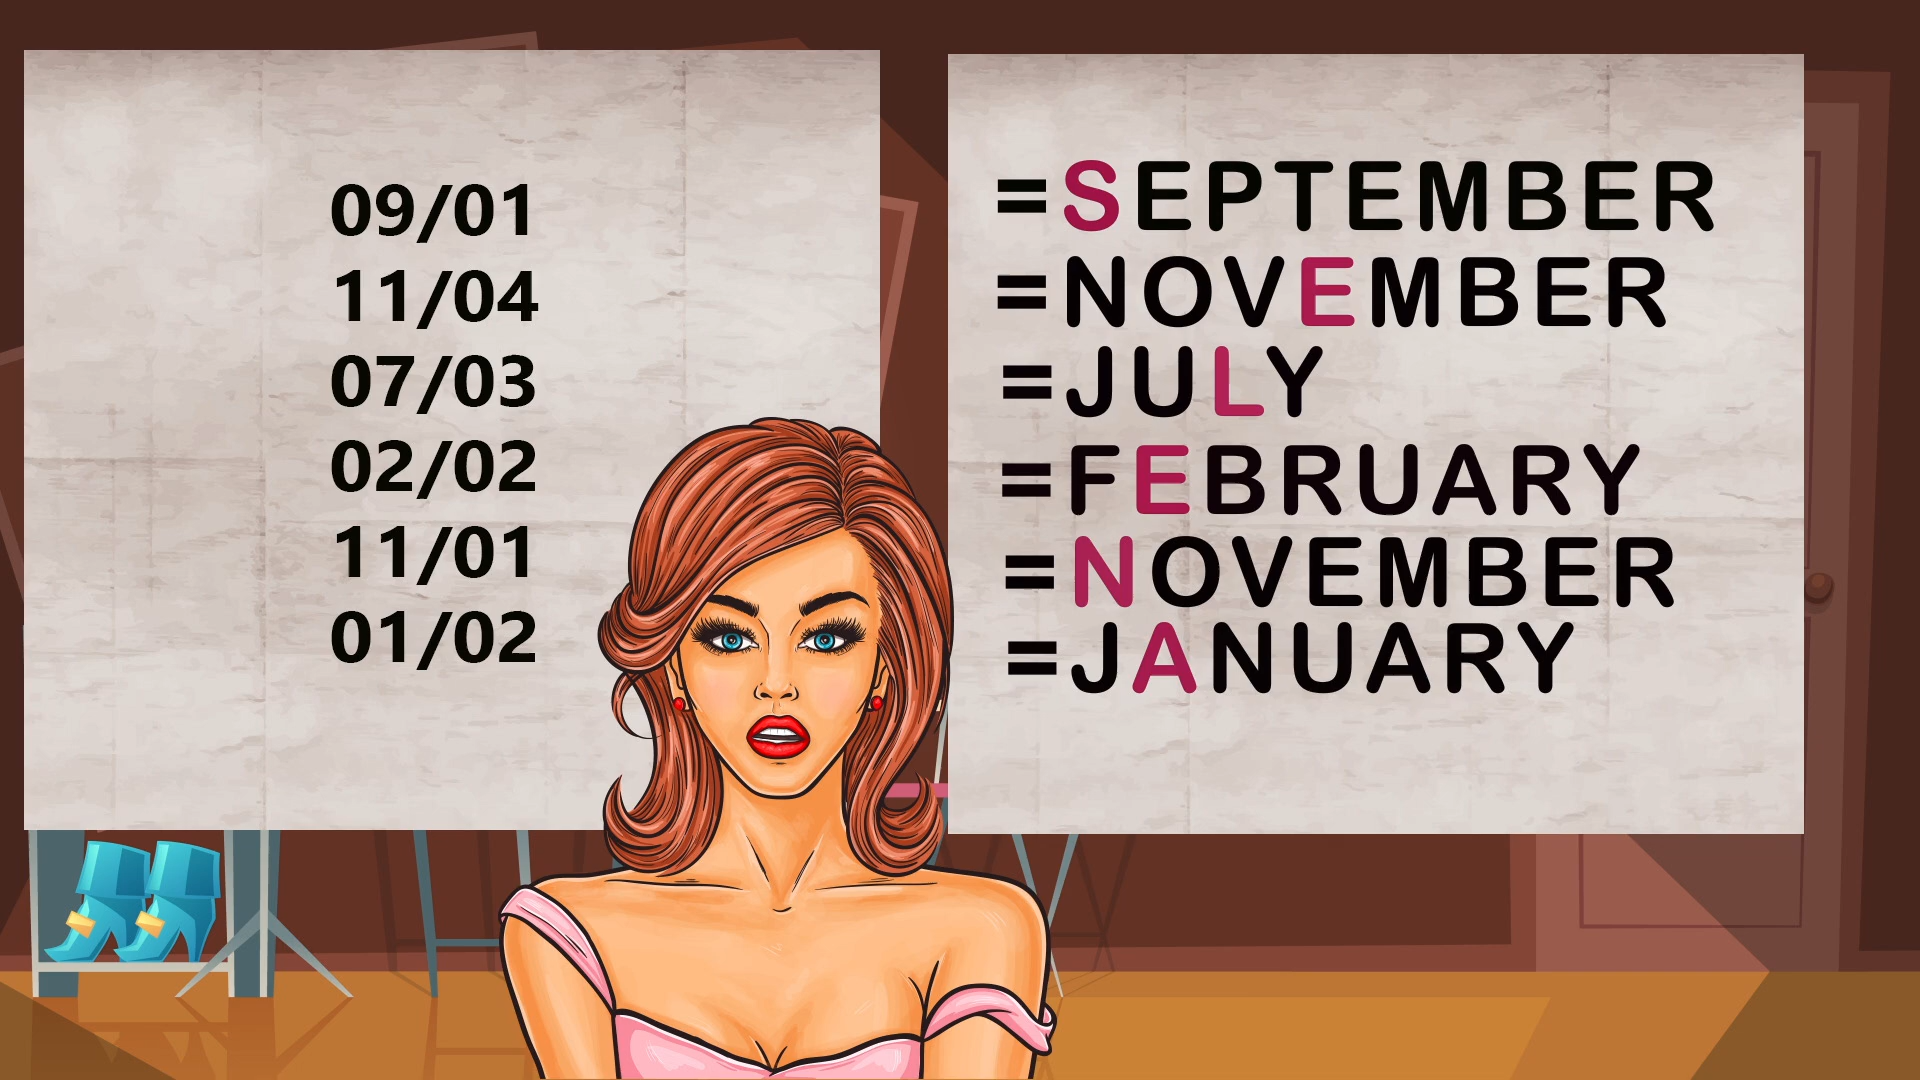 09/01
11/04
07/03
02/02
11/01
01/02
=SEPTEMBER
=NOVEMBER
=JULY
=FEBRUARY
=NOVEMBER
=JANUARY